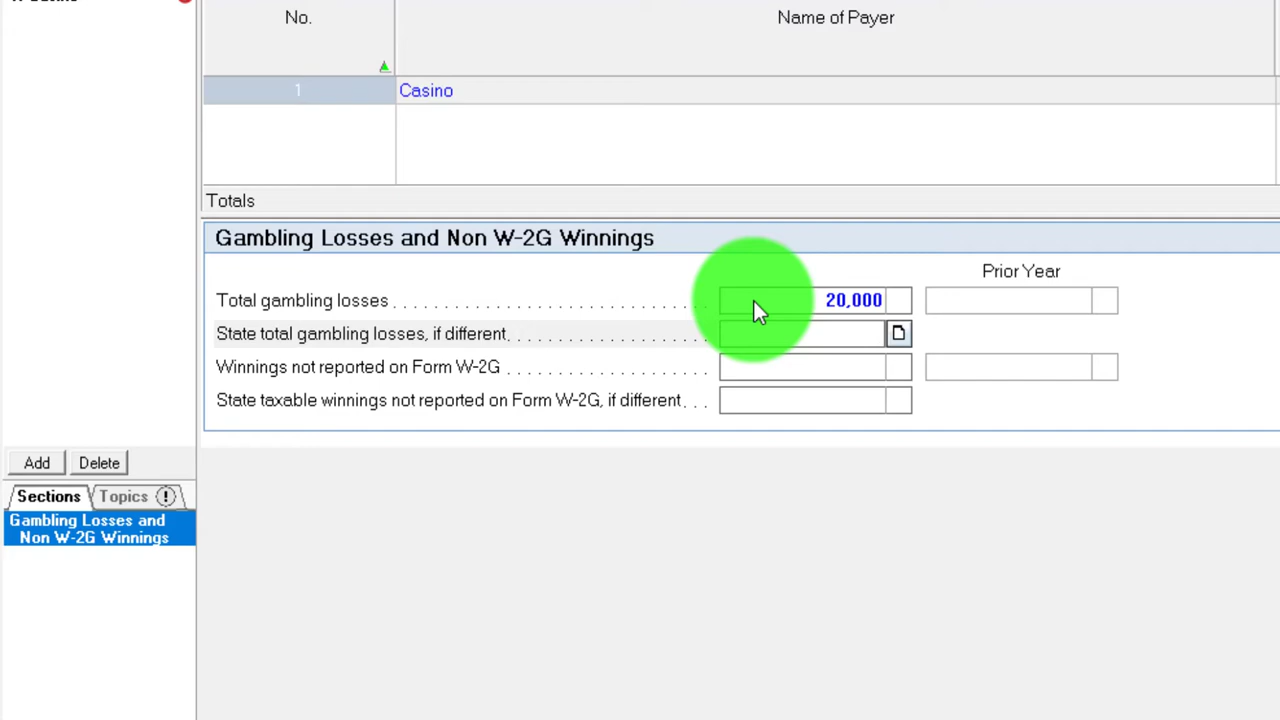 No.
Name of Payer
1
Casino
Totals
Gambling Losses and Non W-2G Winnings
Prior Year
Total gambling losses
20,000
State total gambling losses, if different
Winnings not reported on Form W-2G
State taxable winnings not reported on Form W-2G, if different
Add
Delete
Sections
Topics
Gambling Losses and
Non W-2G Winnings